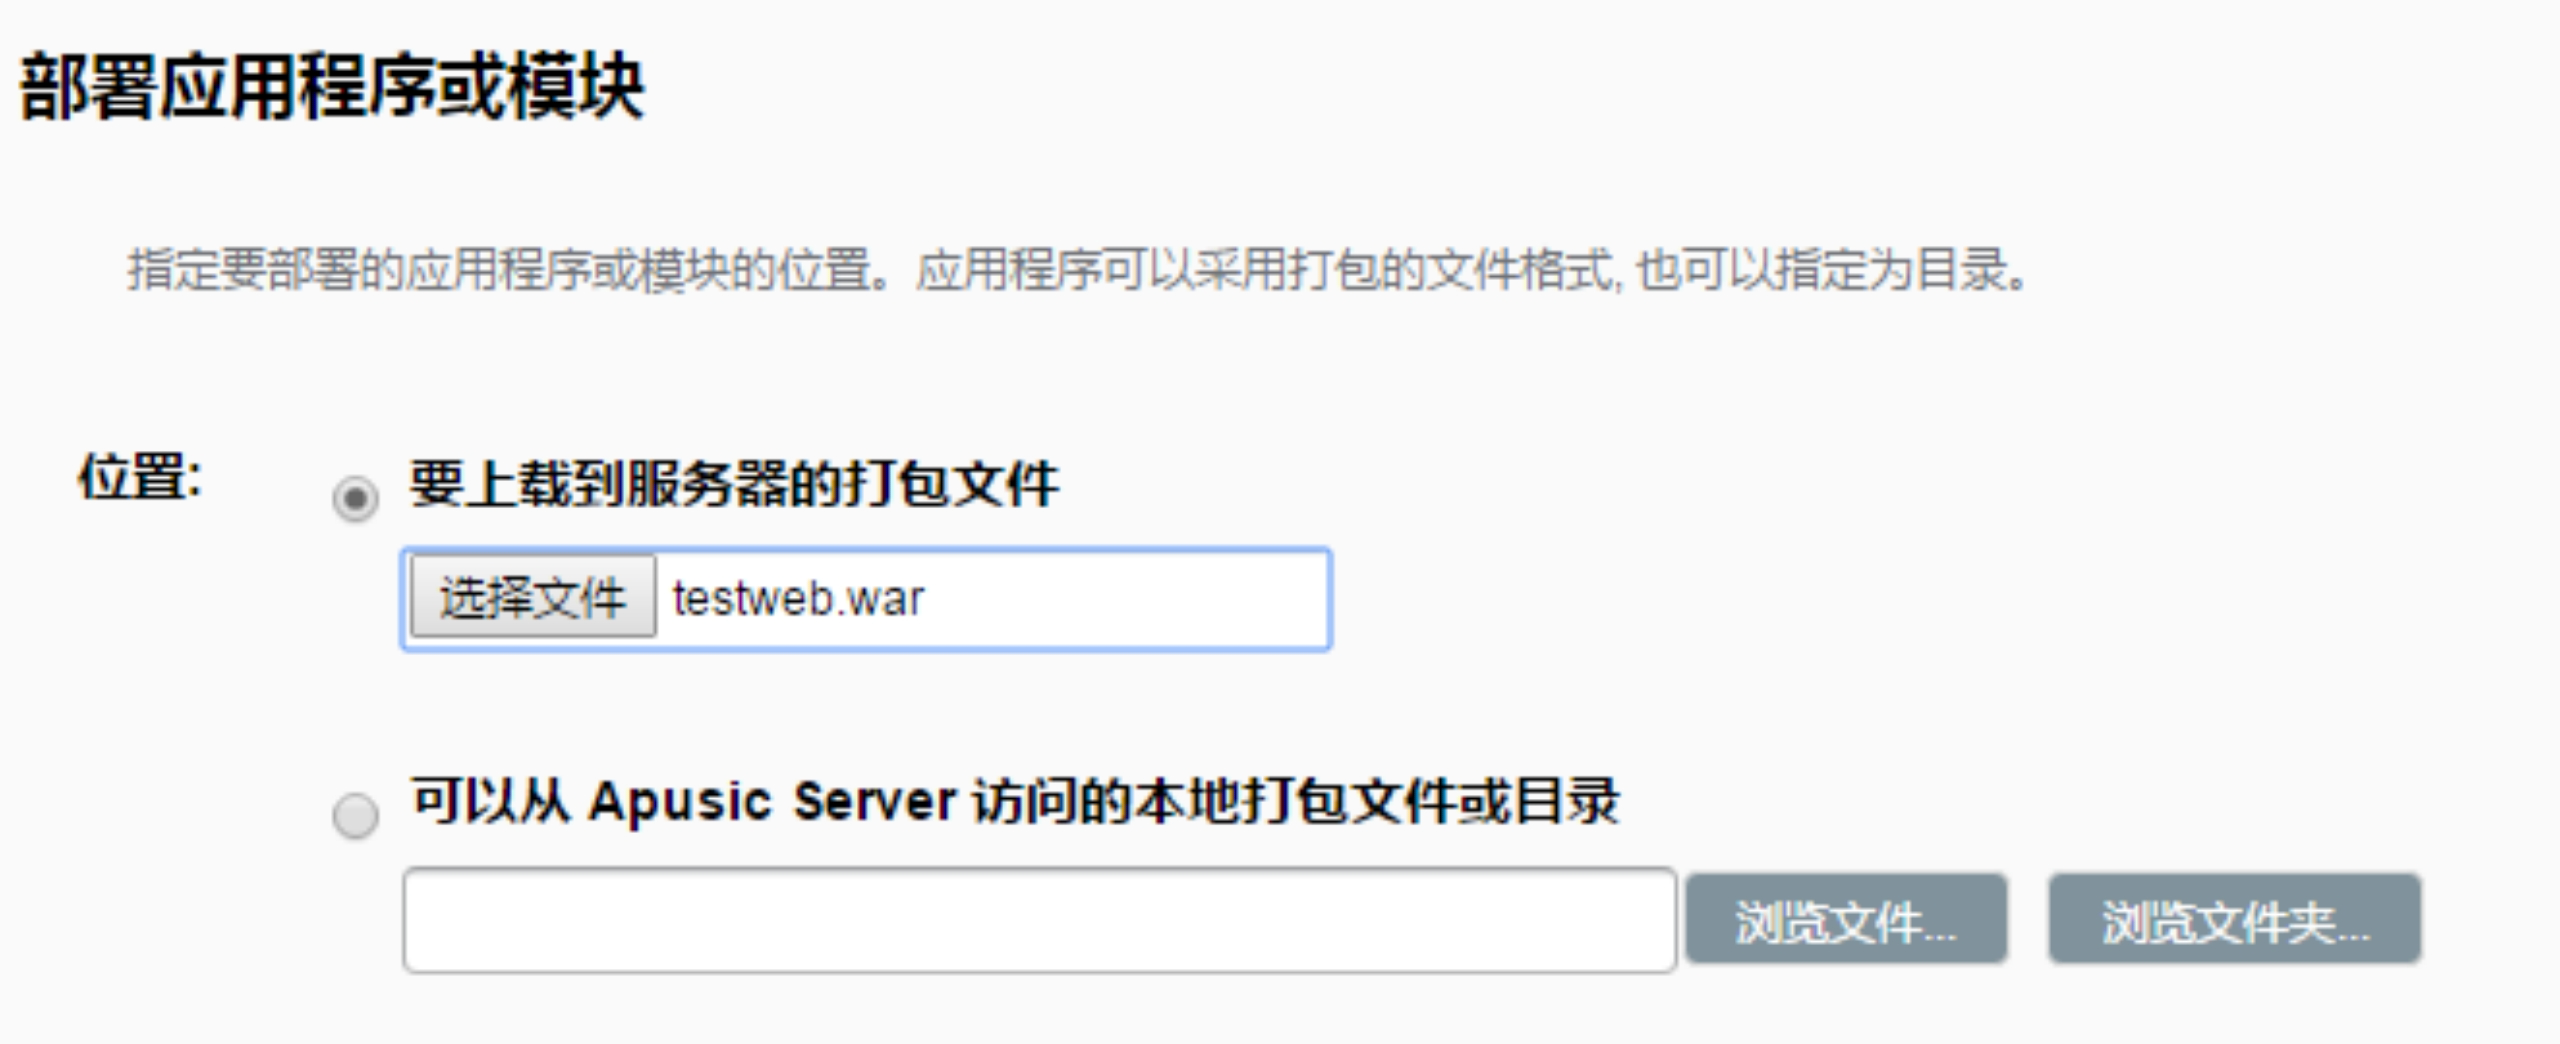 部署应用程序或模块
指定要部署的应用程序或模块的位置。应用程序可以采用打包的文件格式, 也可以指定为目录。
位置: 要上载到服务器的打包文件
选择文件 testweb.war
可以从 Apusic Server 访问的本地打包文件或目录
浏览文件... 浏览文件夹...